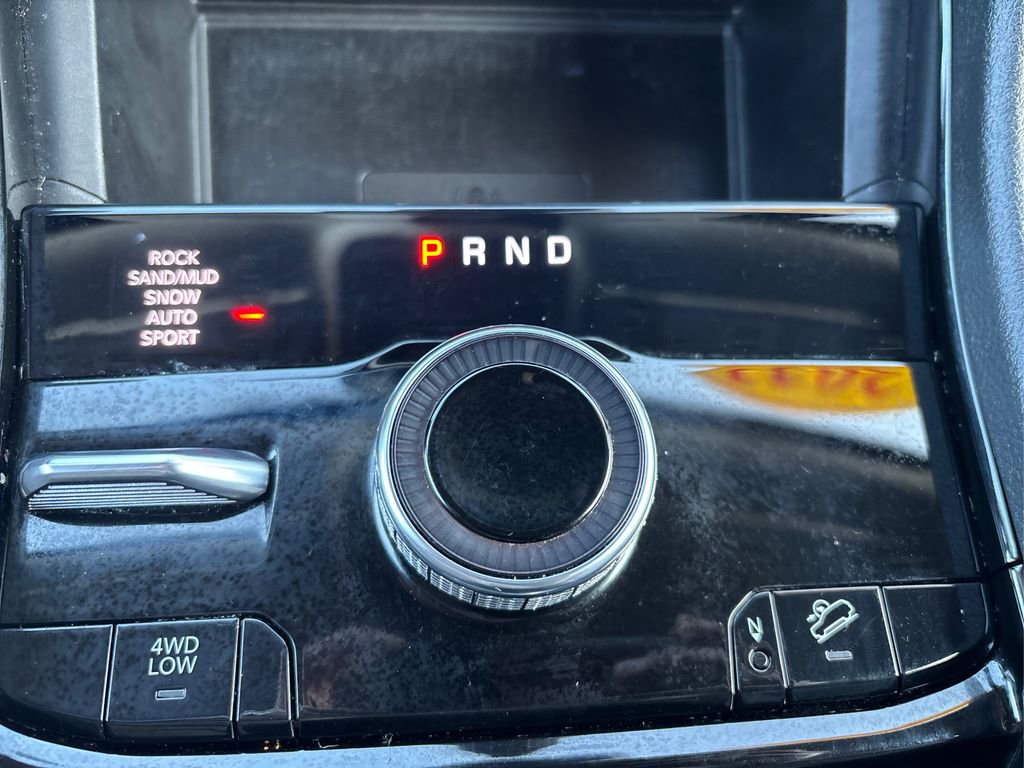 P R N D
ROCK
SAND/MUD
SNOW
AUTO
SPORT
4WD
LOW
N